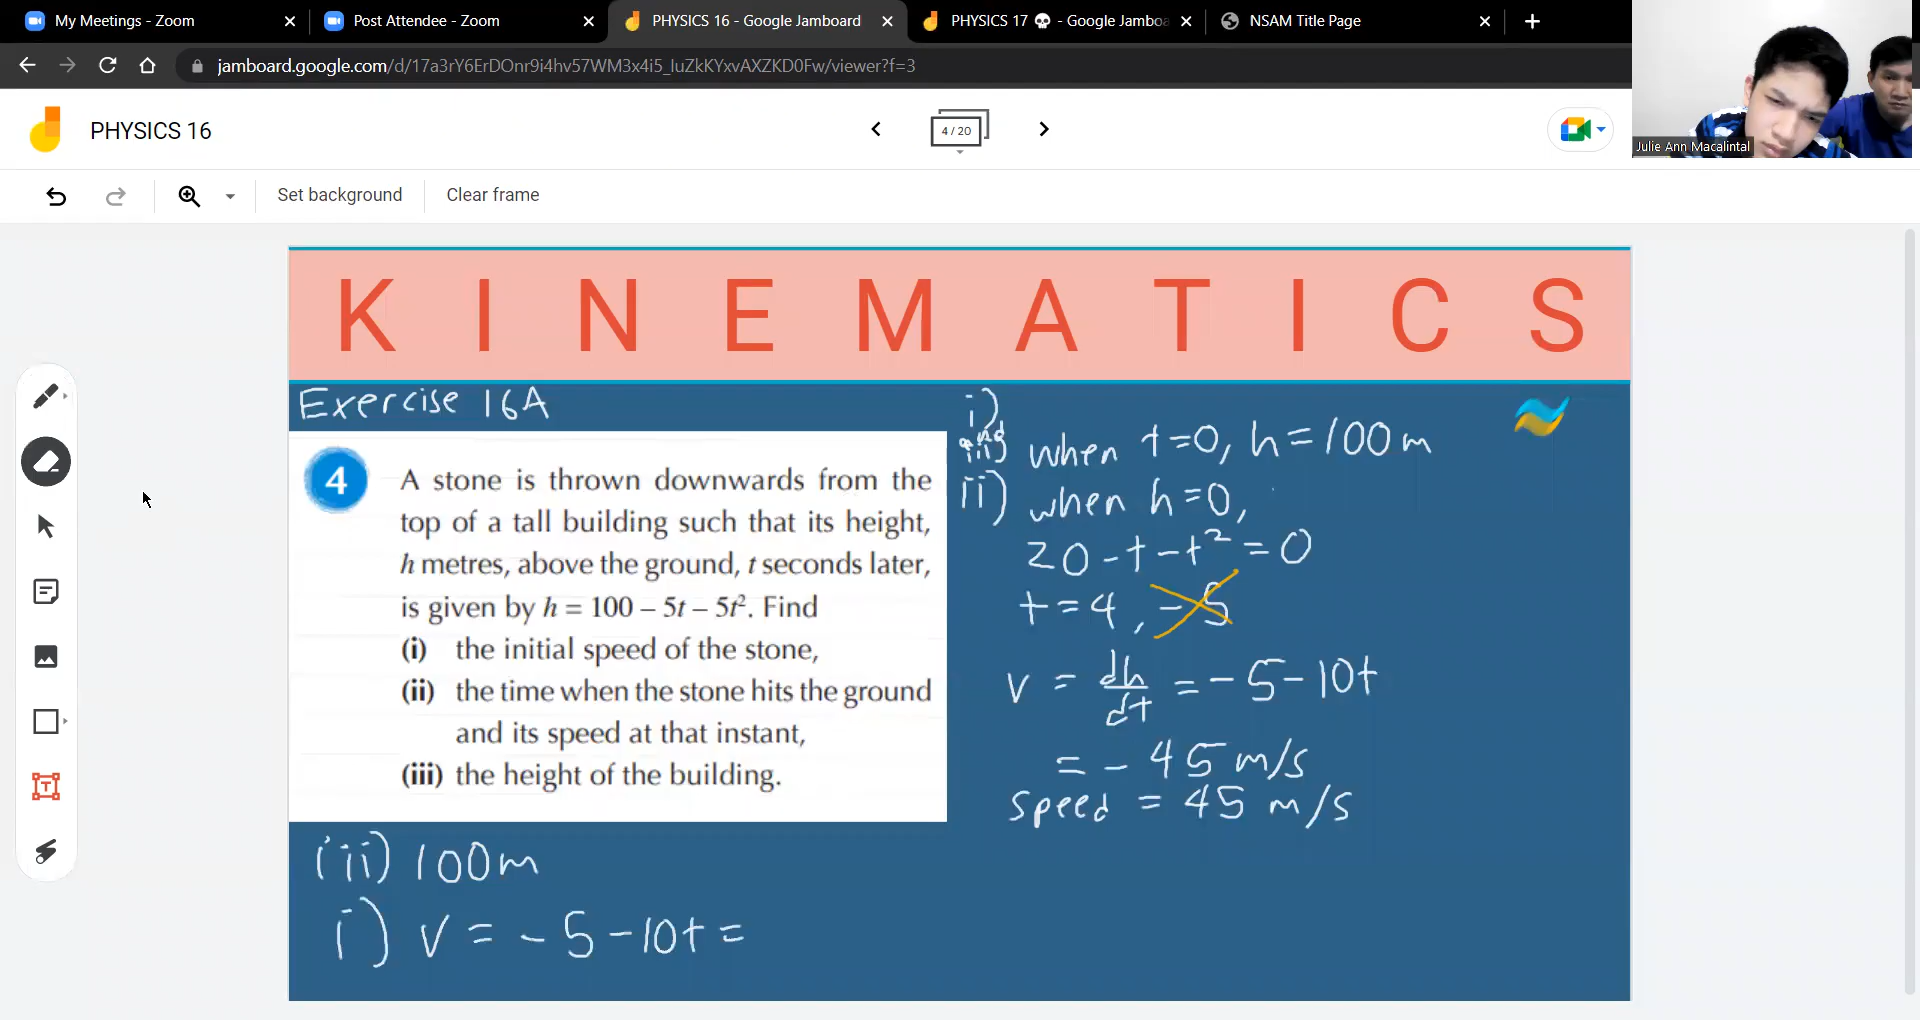 My Meetings - Zoom
Post Attendee - Zoom
PHYSICS 16 - Google Jamboard
PHYSICS 17 💀 - Google Jamboa
NSAM Title Page
jamboard.google.com/d/17a3rY6ErDOnr9i4hv57WM3x4i5_luZkKYxvAXZKD0Fw/viewer?f=3
PHYSICS 16
4 / 20
Julie Ann Macalintal
Set background
Clear frame
KINEMATICS
Exercise 16A
4
A stone is thrown downwards from the
top of a tall building such that its height,
h metres, above the ground, t seconds later,
is given by h = 100 – 5t – 5t². Find
(i) the initial speed of the stone,
(ii) the time when the stone hits the ground
and its speed at that instant,
(iii) the height of the building.
iii) 100m
i) v = -5-10t =
i)
and
iii) when t=0, h=100m
ii) when h=0,
20-t-t²=0
t=4, -5
v = dh/dt = -5-10t
= -45 m/s
speed = 45 m/s